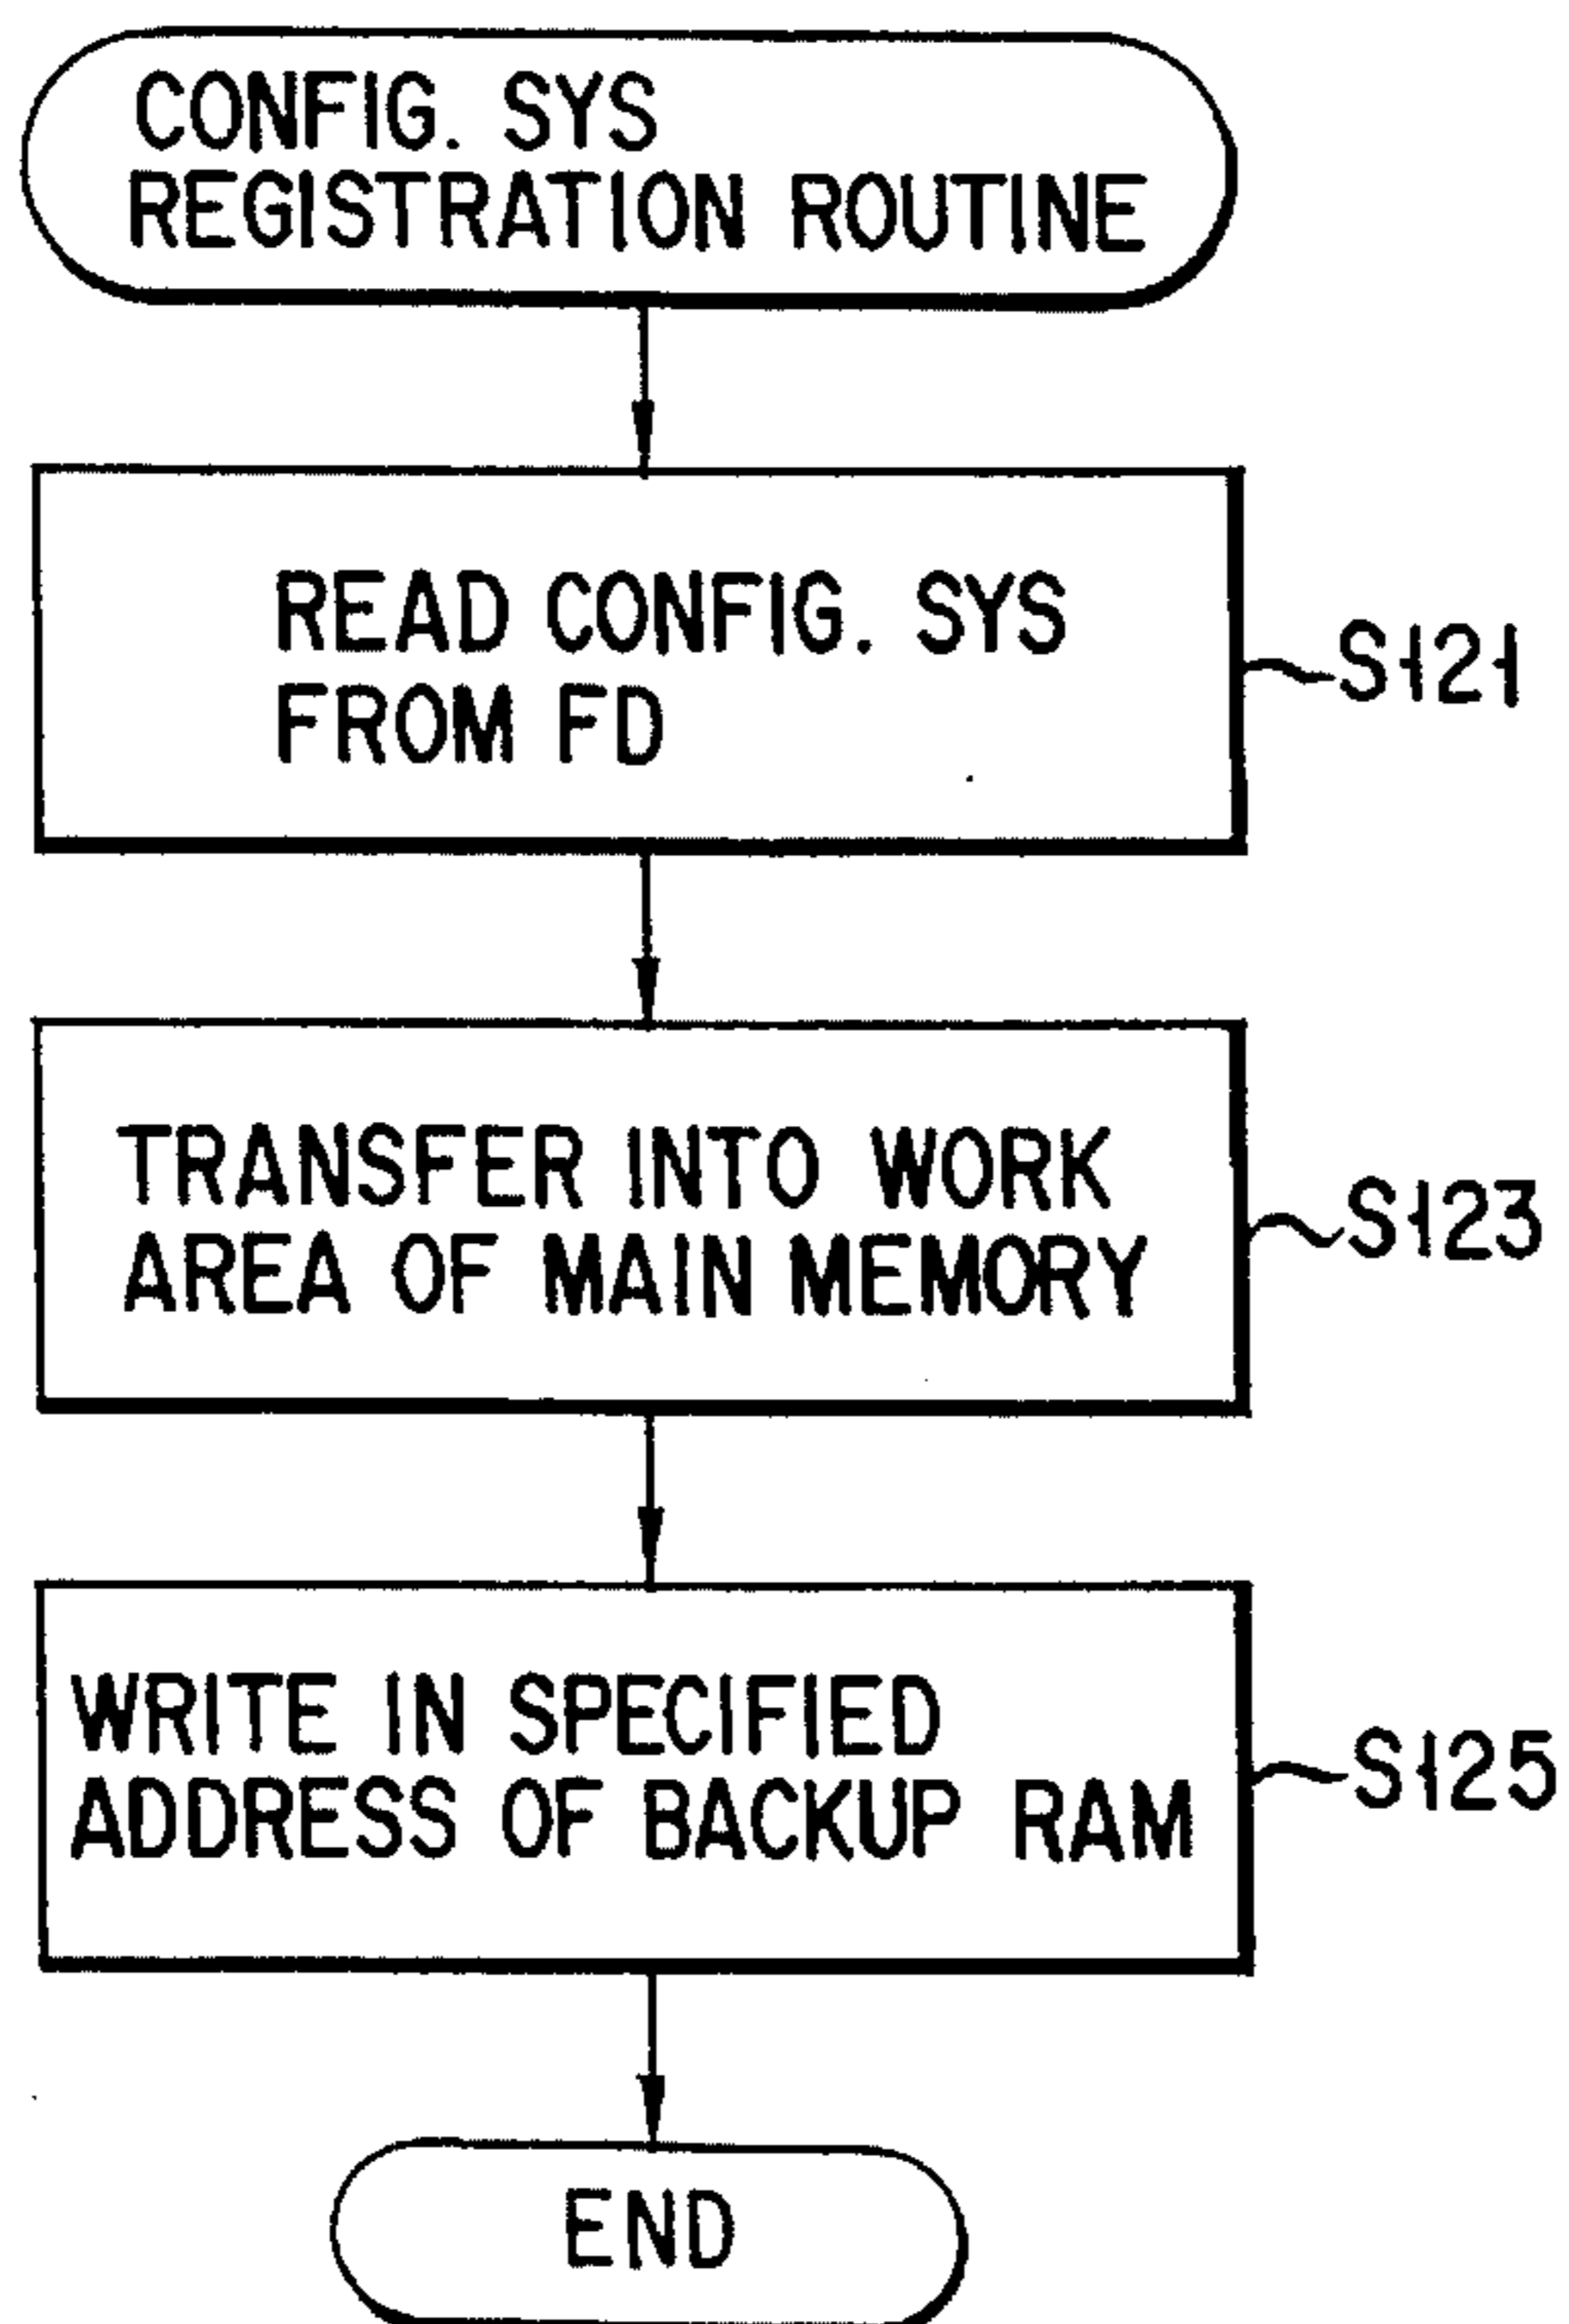 CONFIG. SYS
REGISTRATION ROUTINE
READ CONFIG. SYS
FROM FD
S121
TRANSFER INTO WORK
AREA OF MAIN MEMORY
S123
WRITE IN SPECIFIED
ADDRESS OF BACKUP RAM
S125
END